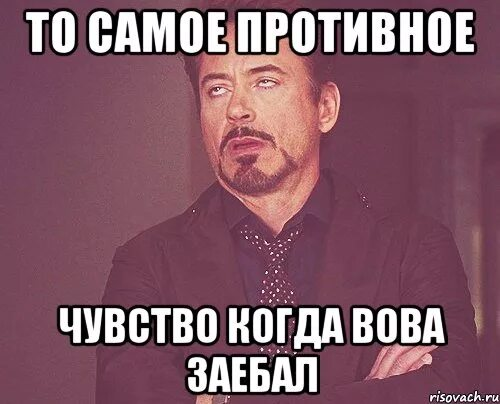 ТО САМОЕ ПРОТИВНОЕ
ЧУВСТВО КОГДА ВОВА
ЗАЕБАЛ
risovach.ru